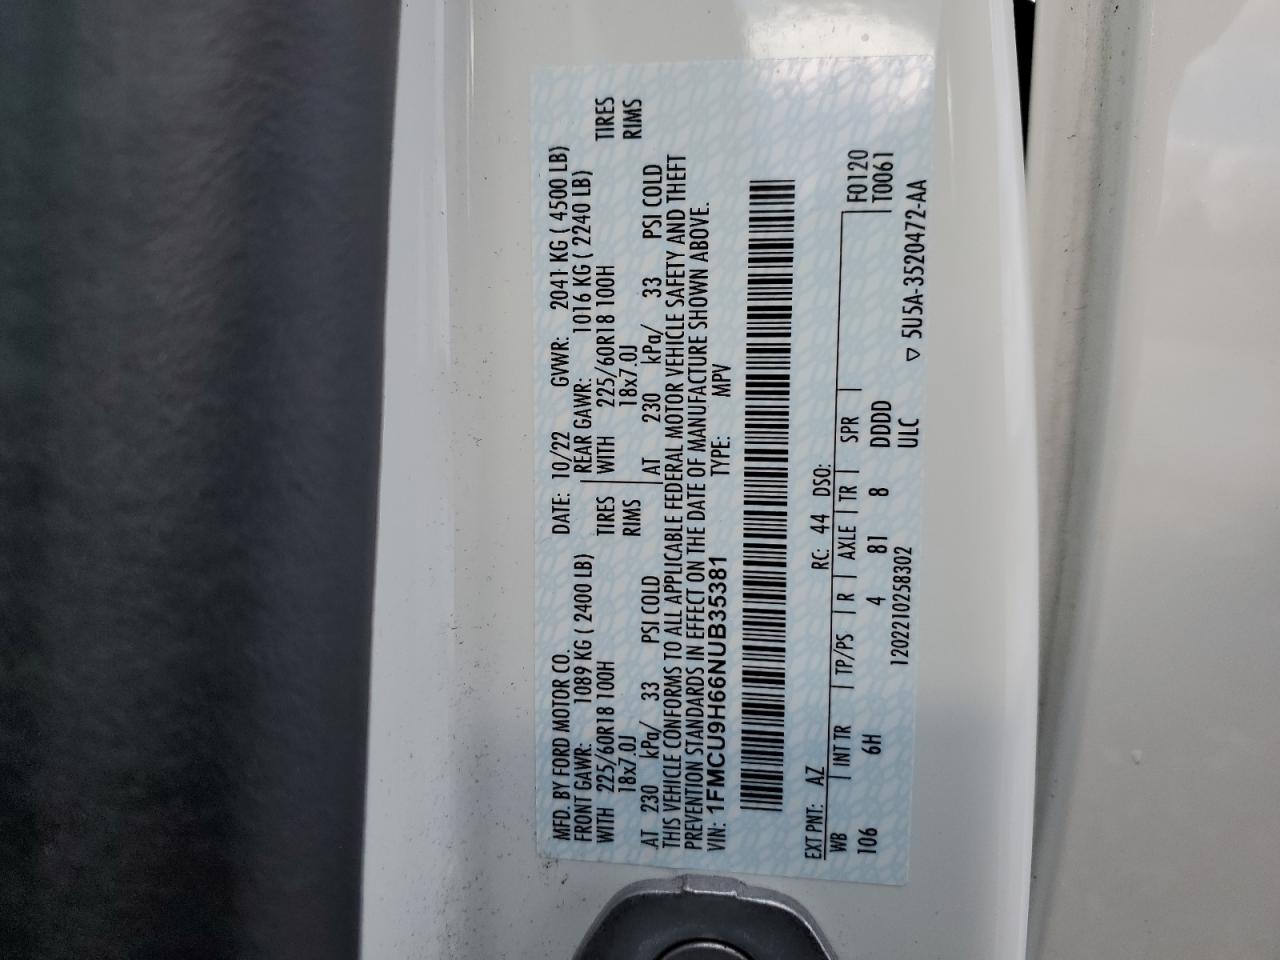 MFD. BY FORD MOTOR CO. DATE: 10/22 GVWR: 2041 KG ( 4500 LB)
FRONT GAWR: 1089 KG ( 2400 LB) REAR GAWR: 1016 KG ( 2240 LB)
WITH 225/60R18 100H TIRES WITH 225/60R18 100H TIRES
18x7.0J RIMS 18x7.0J RIMS
AT 230 kPa/ 33 PSI COLD AT 230 kPa/ 33 PSI COLD
THIS VEHICLE CONFORMS TO ALL APPLICABLE FEDERAL MOTOR VEHICLE SAFETY AND THEFT
PREVENTION STANDARDS IN EFFECT ON THE DATE OF MANUFACTURE SHOWN ABOVE.
VIN: 1FMCU9H66NUB35381 TYPE: MPV
EXT PNT: AZ RC: 44 DSO:
WB INT TR TP/PS R AXLE TR SPR F0120
106 6H 4 81 8 DDDD T0061
1202210258302 ULC ▽ 5U5A-3520472-AA